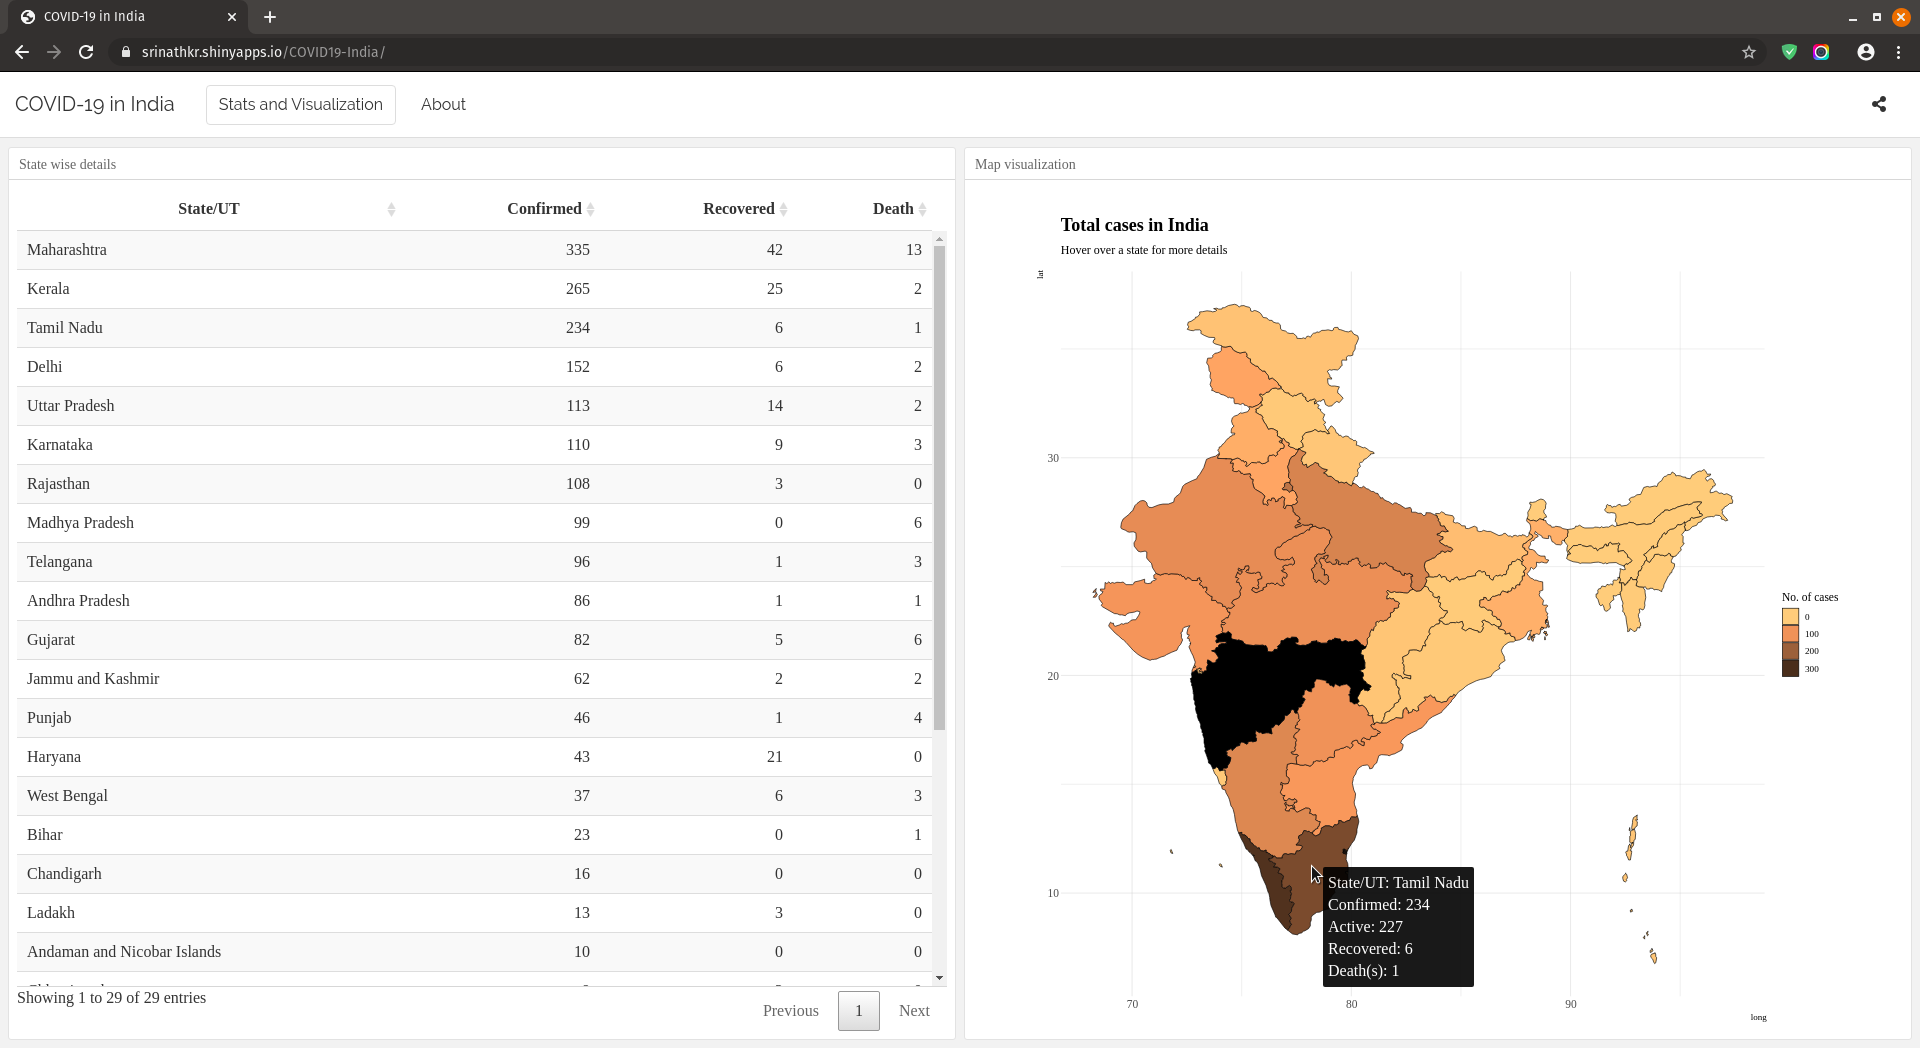 COVID-19 in India
srinathkr.shinyapps.io/COVID19-India/
COVID-19 in India Stats and Visualization About
State wise details
State/UT Confirmed Recovered Death
Maharashtra 335 42 13
Kerala 265 25 2
Tamil Nadu 234 6 1
Delhi 152 6 2
Uttar Pradesh 113 14 2
Karnataka 110 9 3
Rajasthan 108 3 0
Madhya Pradesh 99 0 6
Telangana 96 1 3
Andhra Pradesh 86 1 1
Gujarat 82 5 6
Jammu and Kashmir 62 2 2
Punjab 46 1 4
Haryana 43 21 0
West Bengal 37 6 3
Bihar 23 0 1
Chandigarh 16 0 0
Ladakh 13 3 0
Andaman and Nicobar Islands 10 0 0
Showing 1 to 29 of 29 entries
Previous 1 Next
Map visualization
Total cases in India
Hover over a state for more details
lat
30
20
10
70 80 90
long
No. of cases
0
100
200
300
State/UT: Tamil Nadu
Confirmed: 234
Active: 227
Recovered: 6
Death(s): 1